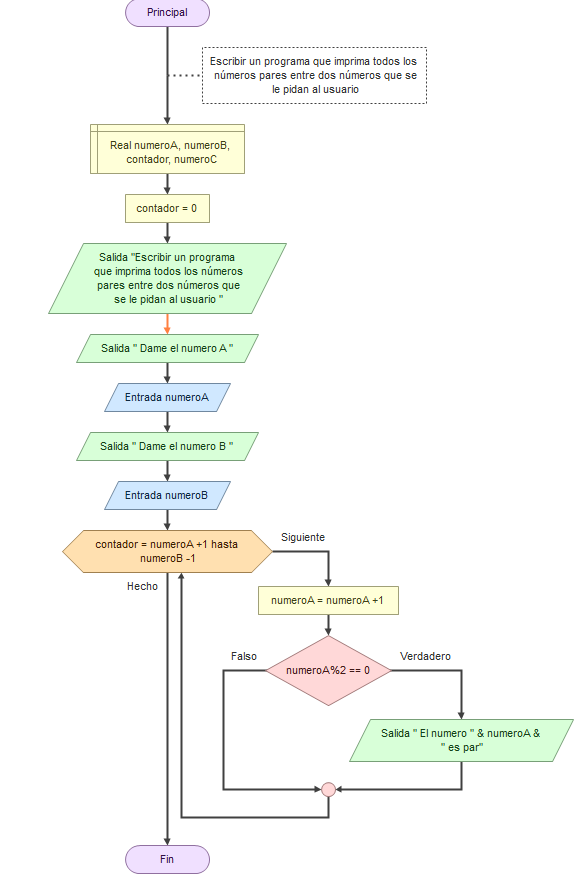 Principal
Escribir un programa que imprima todos los
números pares entre dos números que se
le pidan al usuario
Real numeroA, numeroB,
contador, numeroC
contador = 0
Salida "Escribir un programa
que imprima todos los números
pares entre dos números que
se le pidan al usuario "
Salida " Dame el numero A "
Entrada numeroA
Salida " Dame el numero B "
Entrada numeroB
contador = numeroA +1 hasta
numeroB -1
Siguiente
Hecho
numeroA = numeroA +1
Falso
Verdadero
numeroA%2 == 0
Salida " El numero " & numeroA &
" es par"
Fin